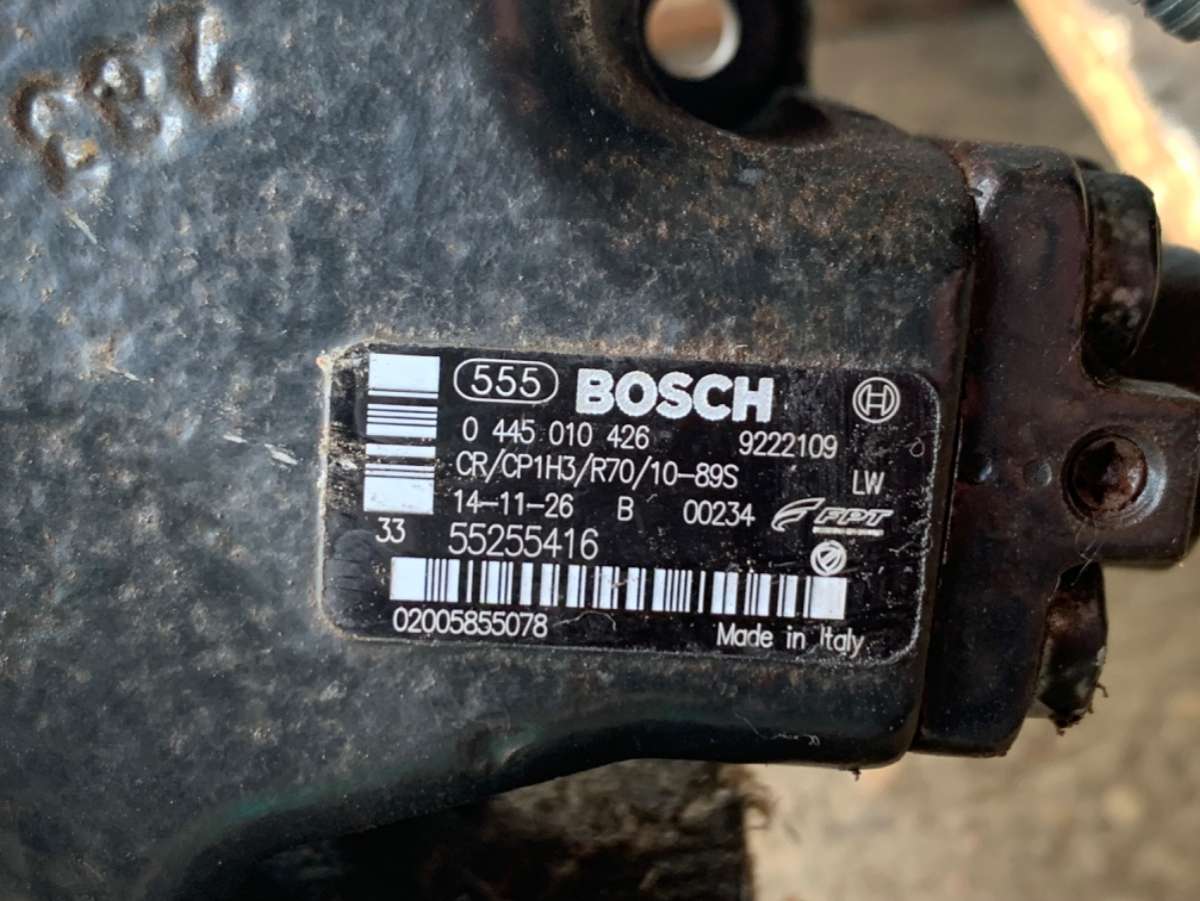 555 BOSCH
0 445 010 426 9222109
CR/CP1H3/R70/10-89S LW
14-11-26 B 00234 FPT
33 55255416
02005855078 Made in Italy